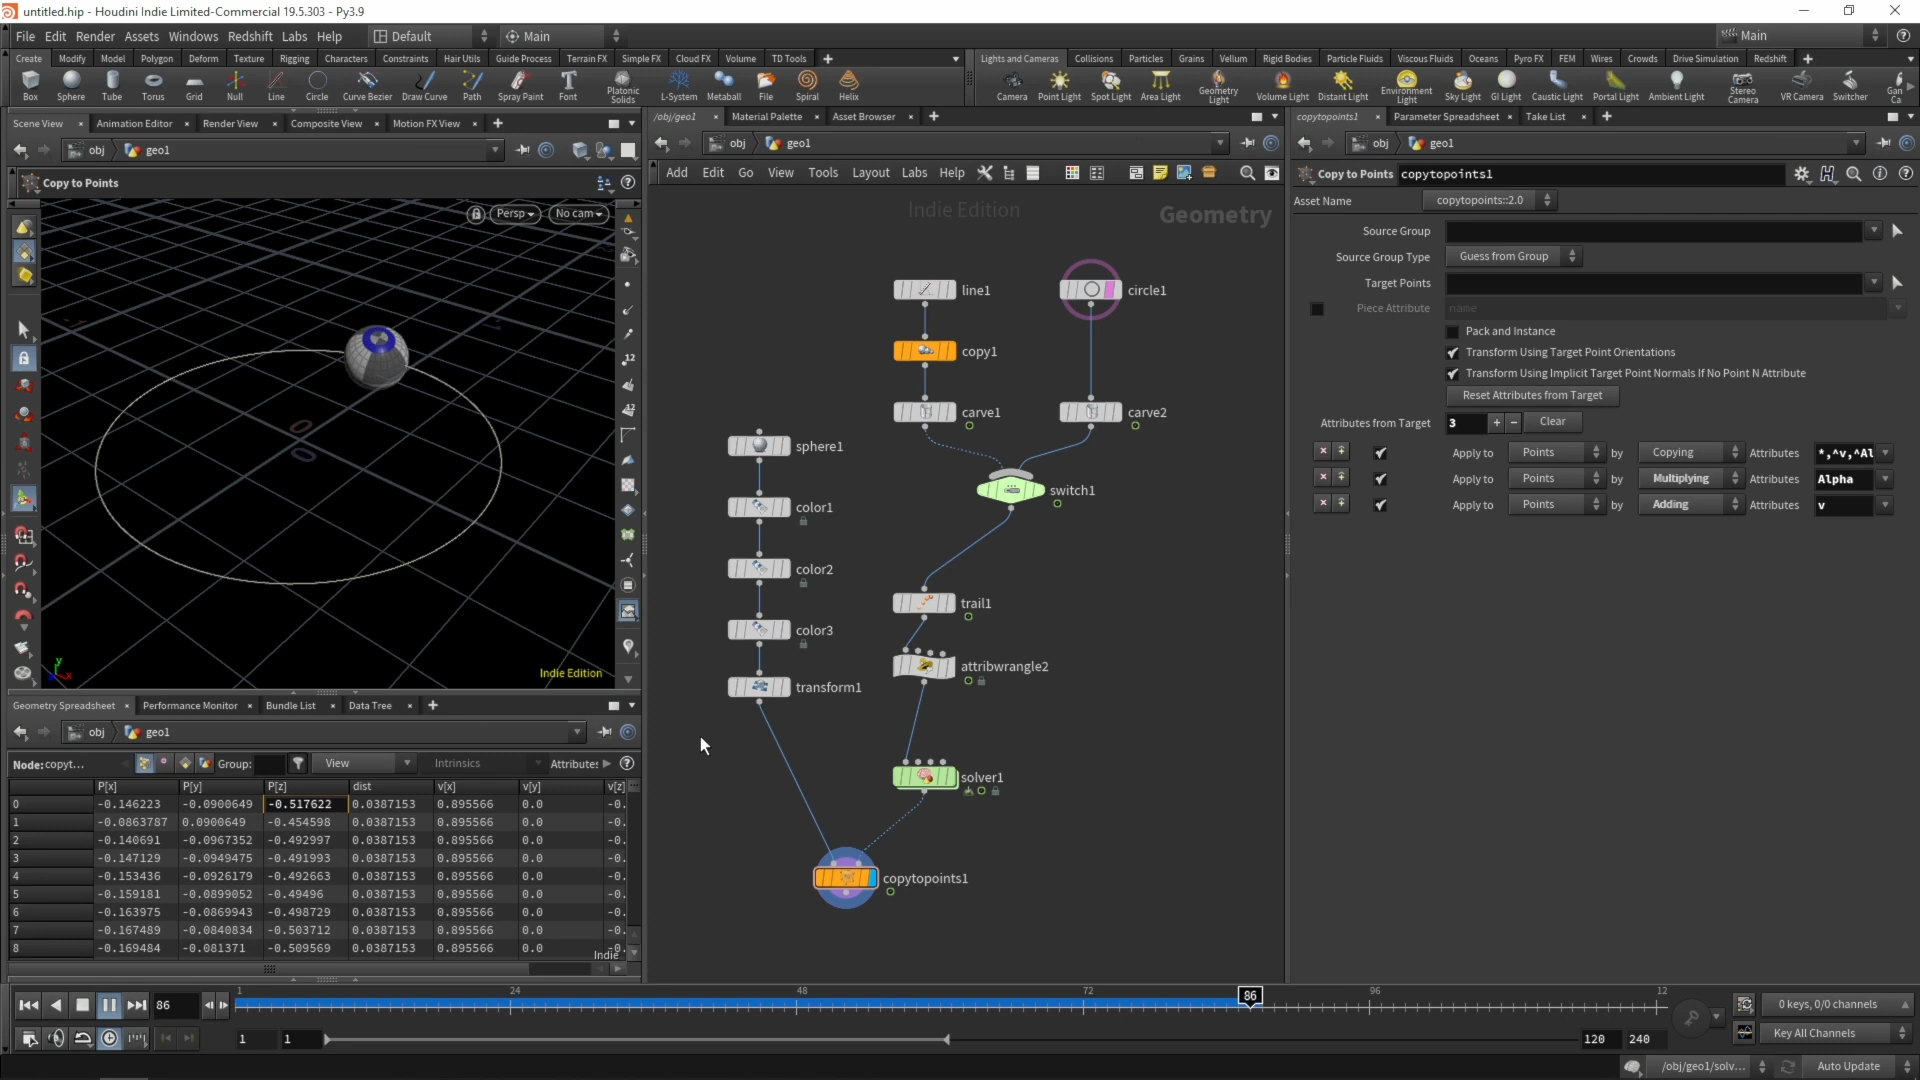 untitled.hip - Houdini Indie Limited-Commercial 19.5.303 - Py3.9
File Edit Render Assets Windows Redshift Labs Help Default Main Main
Create Modify Model Polygon Deform Texture Rigging Characters Constraints Hair Utils Guide Process Terrain FX Simple FX Cloud FX Volume TD Tools
Lights and Cameras Collisions Particles Grains Vellum Rigid Bodies Particle Fluids Viscous Fluids Oceans Pyro FX FEM Wires Crowds Drive Simulation Redshift
Box Sphere Tube Torus Grid Null Line Circle Curve Bezier Draw Curve Path Spray Paint Font Platonic Solids L-System Metaball File Spiral Helix
Camera Point Light Spot Light Area Light Geometry Light Volume Light Distant Light Environment Light Sky Light GI Light Caustic Light Portal Light Ambient Light Stereo Camera VR Camera Switcher Gan Ca
Scene View Animation Editor Render View Composite View Motion FX View
obj geo1
Copy to Points
Persp No cam
Indie Edition
Geometry Spreadsheet Performance Monitor Bundle List Data Tree
obj geo1
Node: copyt... Group: View Intrinsics Attributes
P[x] P[y] P[z] dist v[x] v[y] v[z]
0 -0.146223 -0.0900649 -0.517622 0.0387153 0.895566 0.0 -0.
1 -0.0863787 0.0900649 -0.454598 0.0387153 0.895566 0.0 -0.
2 -0.140691 -0.0967352 -0.492997 0.0387153 0.895566 0.0 -0.
3 -0.147129 -0.0949475 -0.491993 0.0387153 0.895566 0.0 -0.
4 -0.153436 -0.0926179 -0.492663 0.0387153 0.895566 0.0 -0.
5 -0.159181 -0.0899052 -0.49496 0.0387153 0.895566 0.0 -0.
6 -0.163975 -0.0869943 -0.498729 0.0387153 0.895566 0.0 -0.
7 -0.167489 -0.0840834 -0.503712 0.0387153 0.895566 0.0 -0.
8 -0.169484 -0.081371 -0.509569 0.0387153 0.895566 0.0 -0.
Indie
/obj/geo1 Material Palette Asset Browser
obj geo1
Add Edit Go View Tools Layout Labs Help
Indie Edition
Geometry
line1
circle1
copy1
carve1
carve2
sphere1
switch1
color1
color2
trail1
color3
attribwrangle2
transform1
solver1
copytopoints1
copytopoints1 Parameter Spreadsheet Take List
obj geo1
Copy to Points copytopoints1
Asset Name copytopoints::2.0
Source Group
Source Group Type Guess from Group
Target Points
Piece Attribute name
Pack and Instance
Transform Using Target Point Orientations
Transform Using Implicit Target Point Normals If No Point N Attribute
Reset Attributes from Target
Attributes from Target 3 + − Clear
Apply to Points by Copying Attributes *,^v,^Al
Apply to Points by Multiplying Attributes Alpha
Apply to Points by Adding Attributes v
86 1 24 48 72 86 96 12
0 keys, 0/0 channels
1 1 120 240 Key All Channels
/obj/geo1/solv... Auto Update